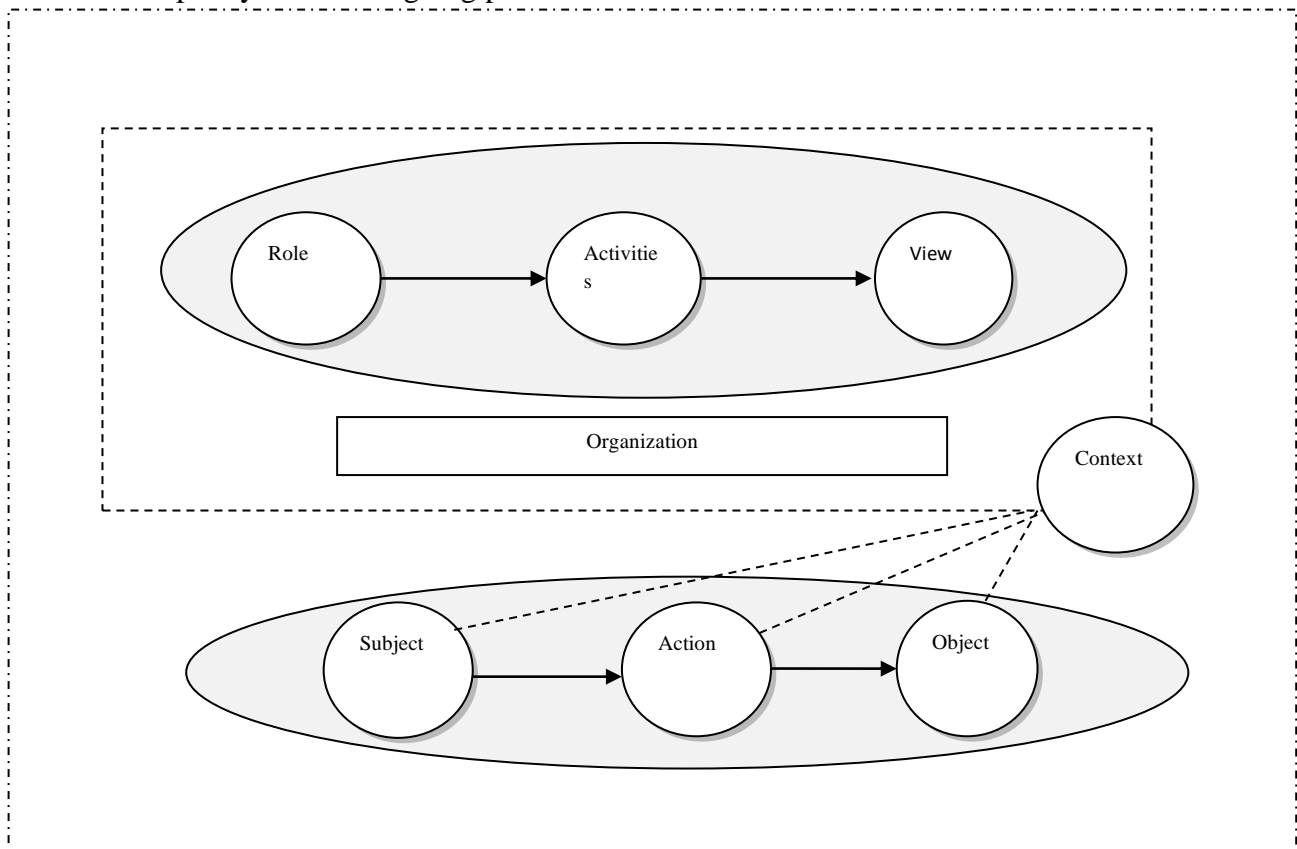 Role
Activitie
s
View
Organization
Context
Subject
Action
Object